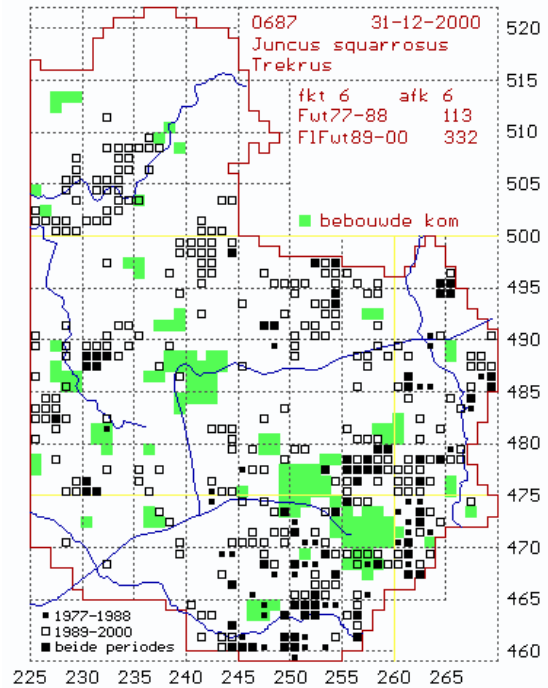 0687 31-12-2000
Juncus squarrosus
Trekrus
fkt 6 afk 6
Fwt77-88 113
FlFwt89-00 332
bebouwde kom
520
515
510
505
500
495
490
485
480
475
470
465
460
1977-1988
1989-2000
beide periodes
225 230 235 240 245 250 255 260 265